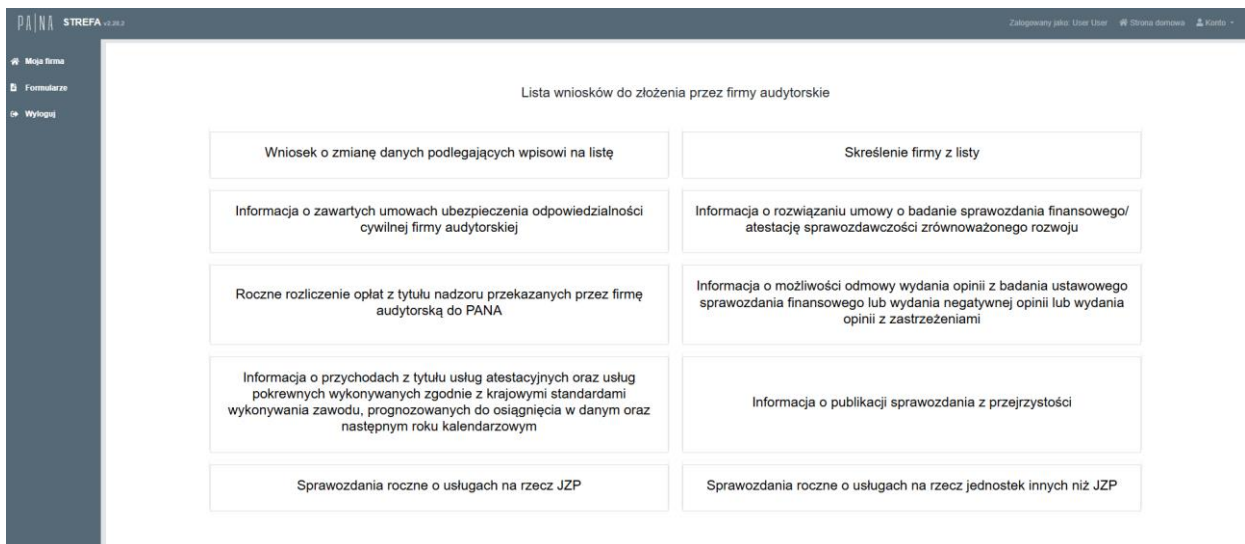 PA|NA STREFA
Zalogowany jako: User User Strona domowa Konto
Moja firma
Formularze
Wyloguj
Lista wniosków do złożenia przez firmy audytorskie
Wniosek o zmianę danych podlegających wpisowi na listę
Skreślenie firmy z listy
Informacja o zawartych umowach ubezpieczenia odpowiedzialności
cywilnej firmy audytorskiej
Informacja o rozwiązaniu umowy o badanie sprawozdania finansowego/
atestację sprawozdawczości zrównoważonego rozwoju
Roczne rozliczenie opłat z tytułu nadzoru przekazanych przez firmę
audytorską do PANA
Informacja o możliwości odmowy wydania opinii z badania ustawowego
sprawozdania finansowego lub wydania negatywnej opinii lub wydania
opinii z zastrzeżeniami
Informacja o przychodach z tytułu usług atestacyjnych oraz usług
pokrewnych wykonywanych zgodnie z krajowymi standardami
wykonywania zawodu, prognozowanych do osiągnięcia w danym oraz
następnym roku kalendarzowym
Informacja o publikacji sprawozdania z przejrzystości
Sprawozdania roczne o usługach na rzecz JZP
Sprawozdania roczne o usługach na rzecz jednostek innych niż JZP